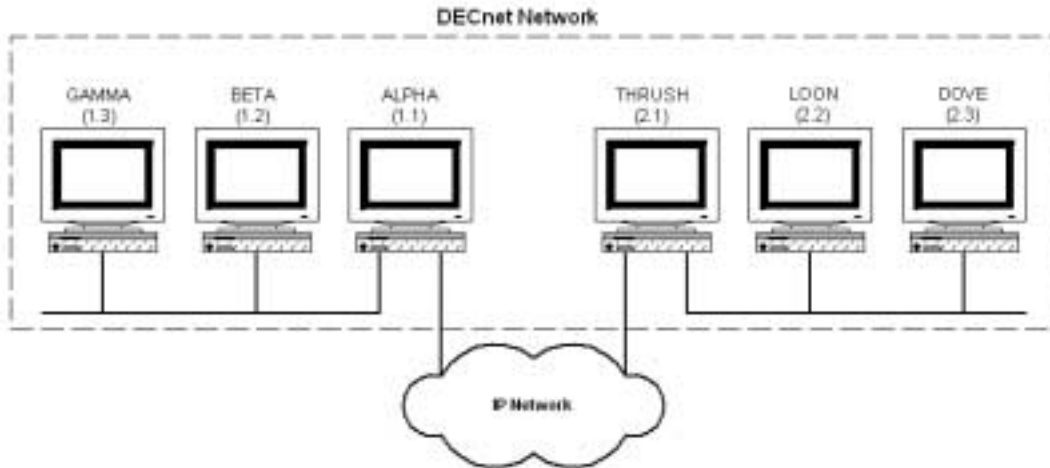 DECnet Network
GAMMA BETA ALPHA THRUSH LOON DOVE
(1.3) (1.2) (1.1) (2.1) (2.2) (2.3)
IP Network